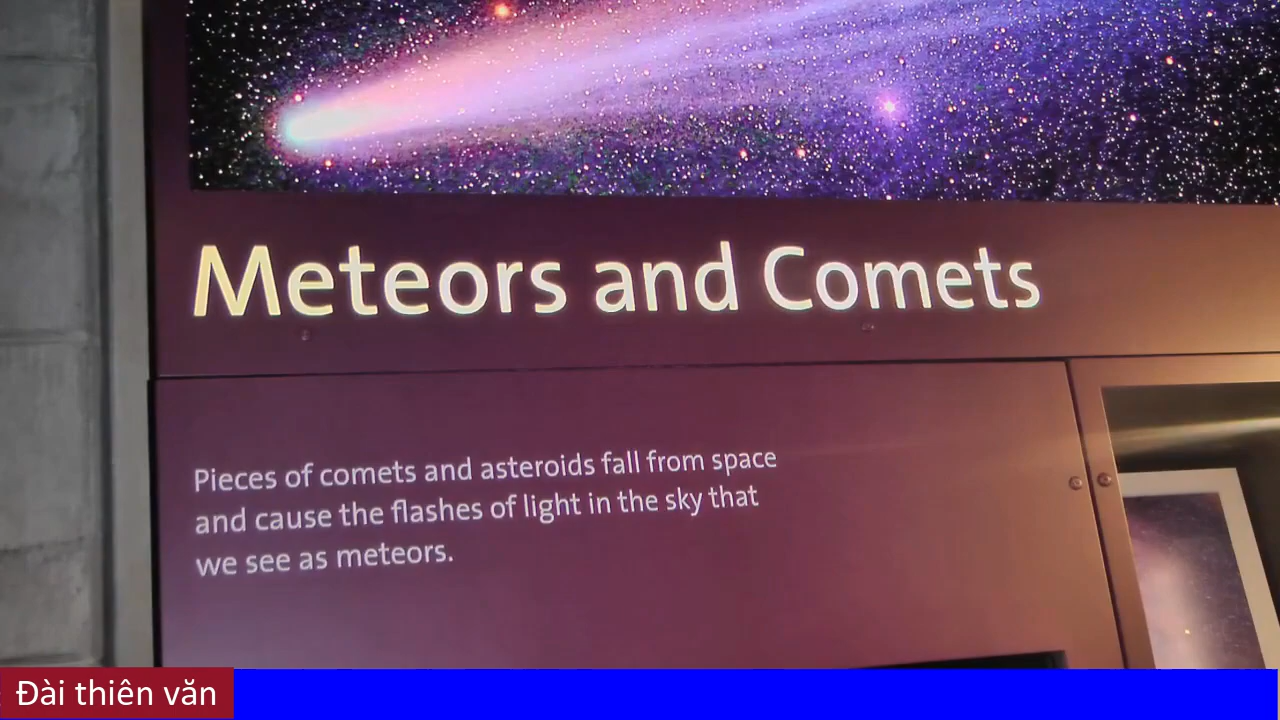 Meteors and Comets
Pieces of comets and asteroids fall from space
and cause the flashes of light in the sky that
we see as meteors.
Đài thiên văn